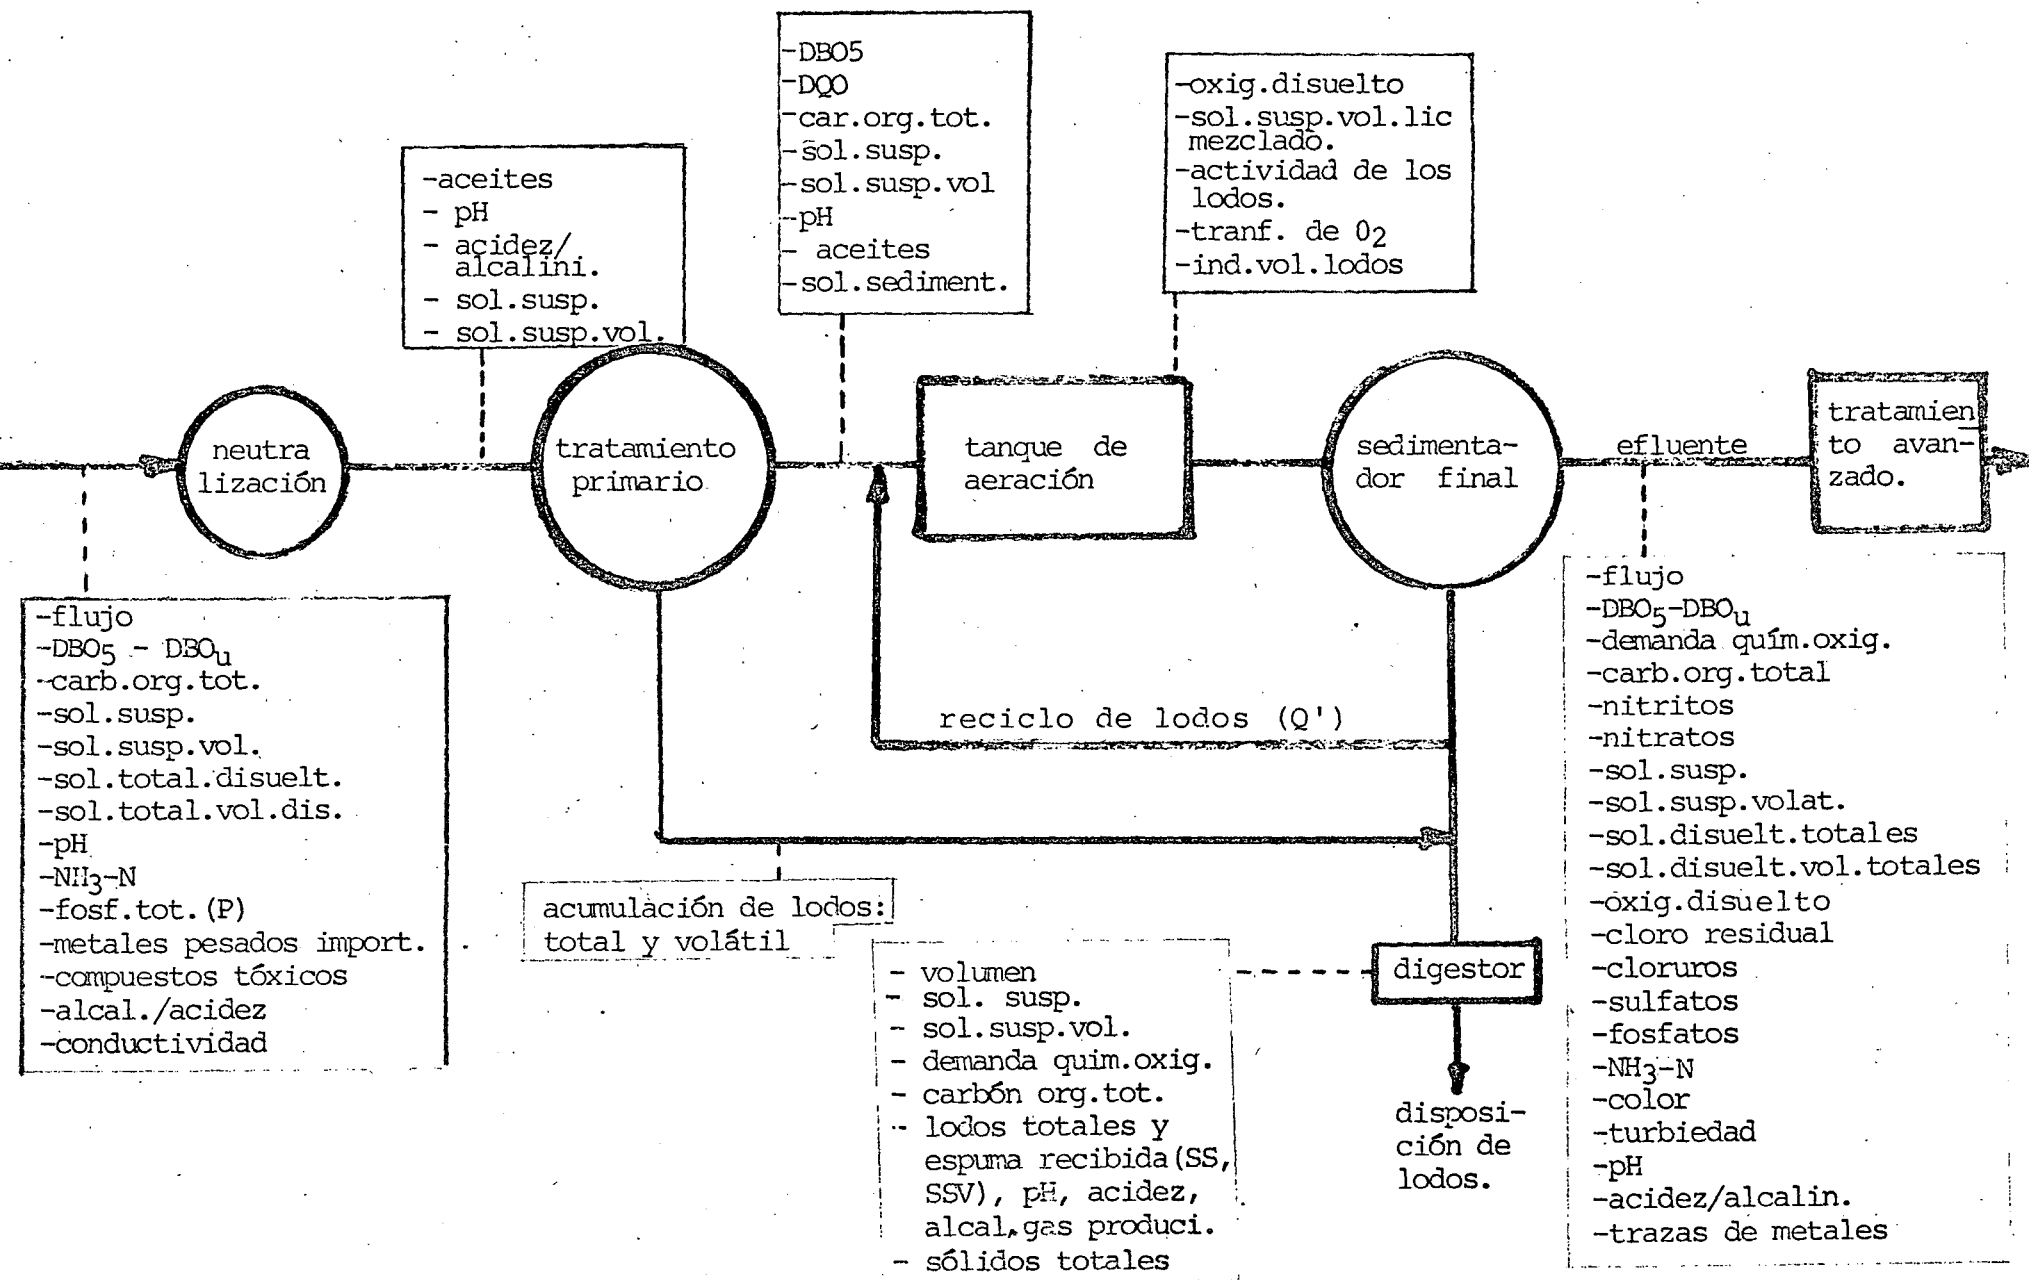 -DBO5
-DQO
-car.org.tot.
-sol.susp.
-sol.susp.vol
-pH
- aceites
-sol.sediment.
-oxig.disuelto
-sol.susp.vol.lic
mezclado.
-actividad de los
lodos.
-tranf. de O2
-ind.vol.lodos
-aceites
- pH
- acidez/
alcalini.
- sol.susp.
- sol.susp.vol.
neutra
lización
tratamiento
primario
tanque de
aeración
sedimenta-
dor final
efluente
tratamien
to avan-
zado.
-flujo
-DBO5 - DBOu
-carb.org.tot.
-sol.susp.
-sol.susp.vol.
-sol.total.disuelt.
-sol.total.vol.dis.
-pH
-NH3-N
-fosf.tot.(P)
-metales pesados import.
-compuestos tóxicos
-alcal./acidez
-conductividad
reciclo de lodos (Q')
acumulación de lodos:
total y volátil
- volumen
- sol. susp.
- sol.susp.vol.
- demanda quim.oxig.
- carbón org.tot.
- lodos totales y
espuma recibida(SS,
SSV), pH, acidez,
alcal,gas produci.
- sólidos totales
digestor
disposi-
ción de
lodos.
-flujo
-DBO5-DBOu
-demanda quím.oxig.
-carb.org.total
-nitritos
-nitratos
-sol.susp.
-sol.susp.volat.
-sol.disuelt.totales
-sol.disuelt.vol.totales
-oxig.disuelto
-cloro residual
-cloruros
-sulfatos
-fosfatos
-NH3-N
-color
-turbiedad
-pH
-acidez/alcalin.
-trazas de metales